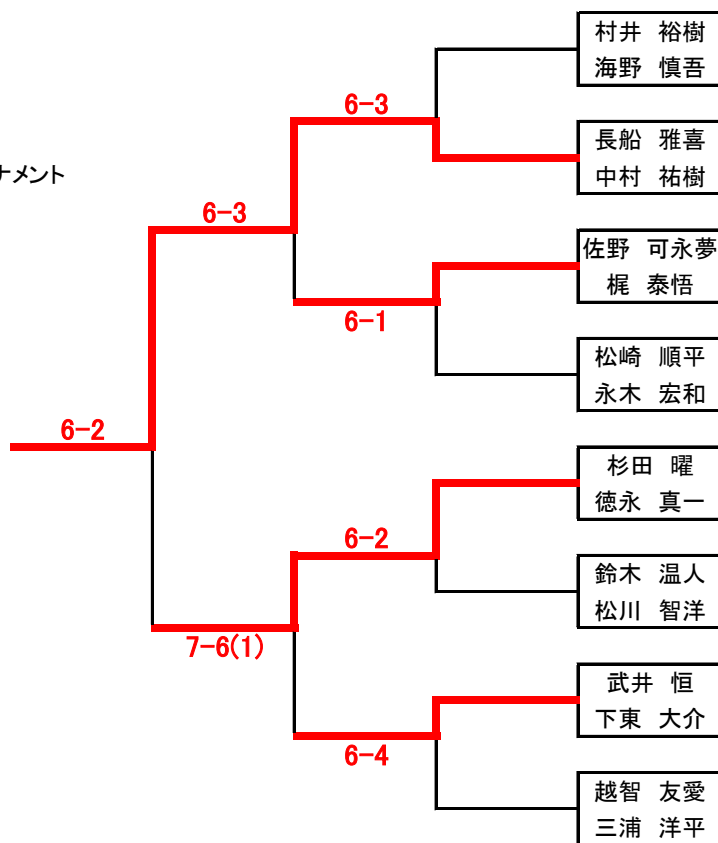 村井 裕樹
海野 慎吾
6-3
長船 雅喜
中村 祐樹
ナメント
6-3
佐野 可永夢
梶 泰悟
6-1
松崎 順平
永木 宏和
6-2
杉田 曜
徳永 真一
6-2
鈴木 温人
松川 智洋
7-6(1)
武井 恒
下東 大介
6-4
越智 友愛
三浦 洋平